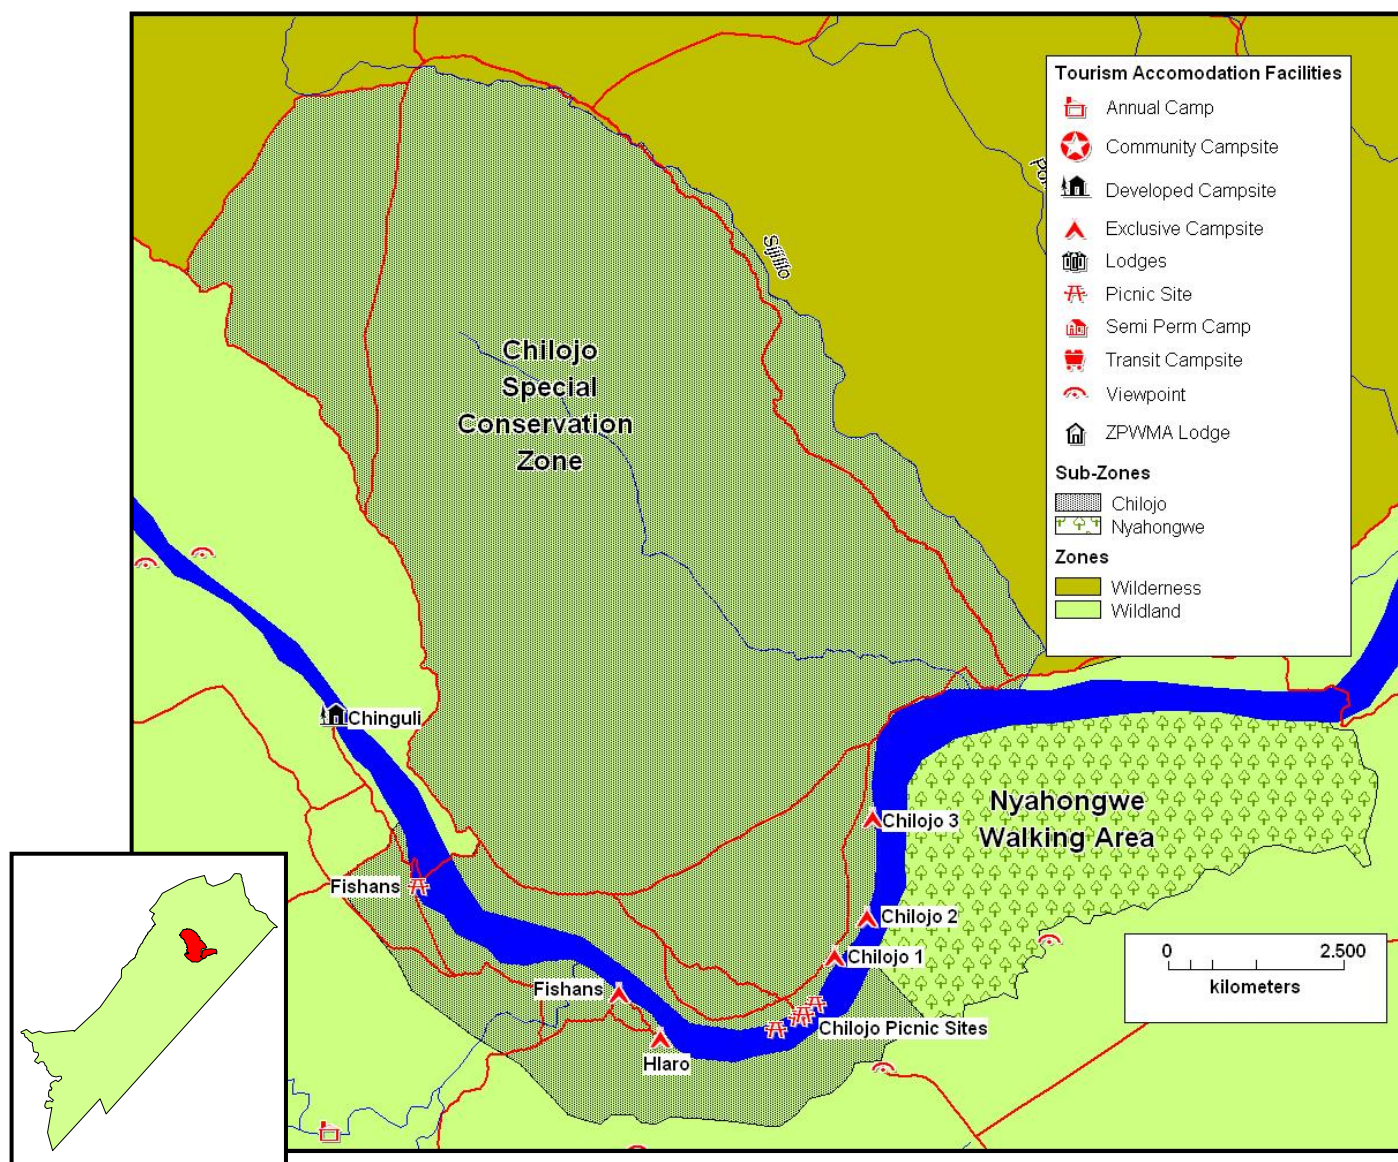 Tourism Accomodation Facilities
Annual Camp
Community Campsite
Developed Campsite
Exclusive Campsite
Lodges
Picnic Site
Semi Perm Camp
Transit Campsite
Viewpoint
ZPWMA Lodge
Sub-Zones
Chilojo
Nyahongwe
Zones
Wilderness
Wildland
Chilojo
Special
Conservation
Zone
Chinguli
Nyahongwe
Walking Area
Chilojo 3
Fishans
Chilojo 2
Chilojo 1
Fishans
Chilojo Picnic Sites
Hlaro
0 2.500
kilometers